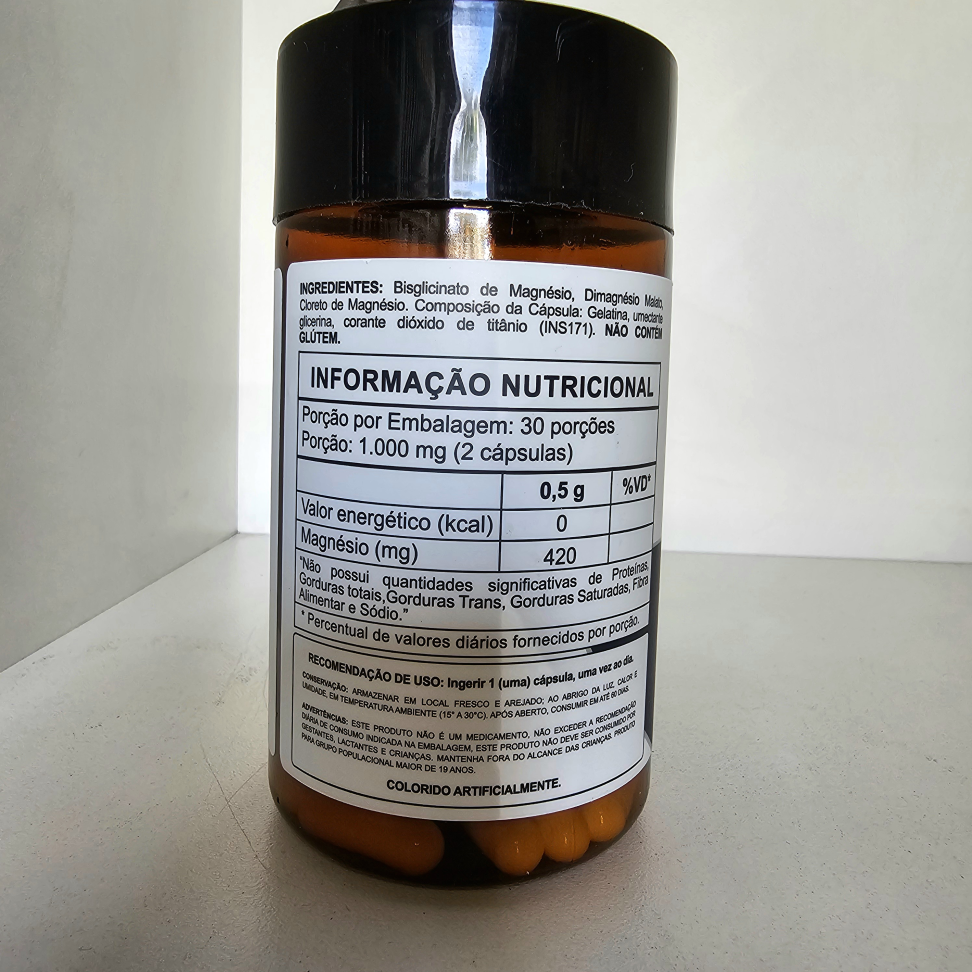 INGREDIENTES: Bisglicinato de Magnésio, Dimagnésio Malato,
Cloreto de Magnésio. Composição da Cápsula: Gelatina, umectante
glicerina, corante dióxido de titânio (INS171). NÃO CONTÉM
GLÚTEM.
INFORMAÇÃO NUTRICIONAL
Porção por Embalagem: 30 porções
Porção: 1.000 mg (2 cápsulas)
0,5 g %VD*
Valor energético (kcal) 0
Magnésio (mg) 420
"Não possui quantidades significativas de Proteínas,
Gorduras totais,Gorduras Trans, Gorduras Saturadas, Fibra
Alimentar e Sódio."
* Percentual de valores diários fornecidos por porção.
RECOMENDAÇÃO DE USO: Ingerir 1 (uma) cápsula, uma vez ao dia.
CONSERVAÇÃO: ARMAZENAR EM LOCAL FRESCO E AREJADO; AO ABRIGO DA LUZ, CALOR E
UMIDADE, EM TEMPERATURA AMBIENTE (15° A 30°C). APÓS ABERTO, CONSUMIR EM ATÉ 60 DIAS.
ADVERTÊNCIAS: ESTE PRODUTO NÃO É UM MEDICAMENTO, NÃO EXCEDER A RECOMENDAÇÃO
DIÁRIA DE CONSUMO INDICADA NA EMBALAGEM, ESTE PRODUTO NÃO DEVE SER CONSUMIDO POR
GESTANTES, LACTANTES E CRIANÇAS. MANTENHA FORA DO ALCANCE DAS CRIANÇAS. PRODUTO
PARA GRUPO POPULACIONAL MAIOR DE 19 ANOS.
COLORIDO ARTIFICIALMENTE.